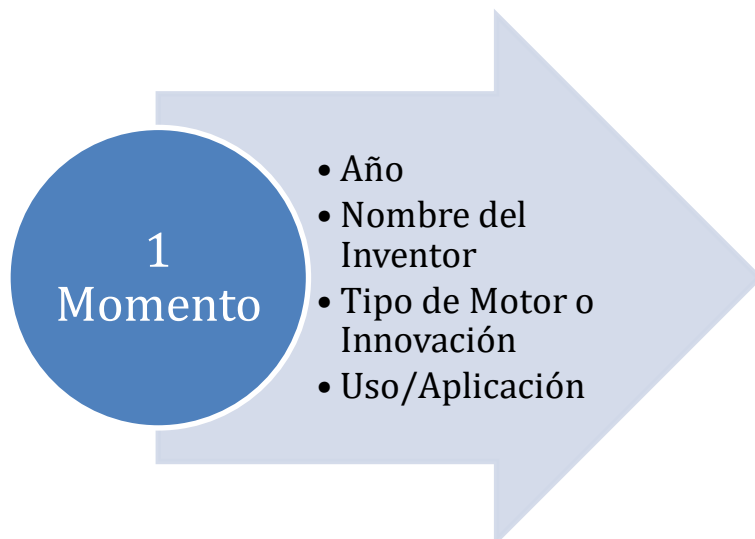 1
Momento
• Año
• Nombre del
Inventor
• Tipo de Motor o
Innovación
• Uso/Aplicación